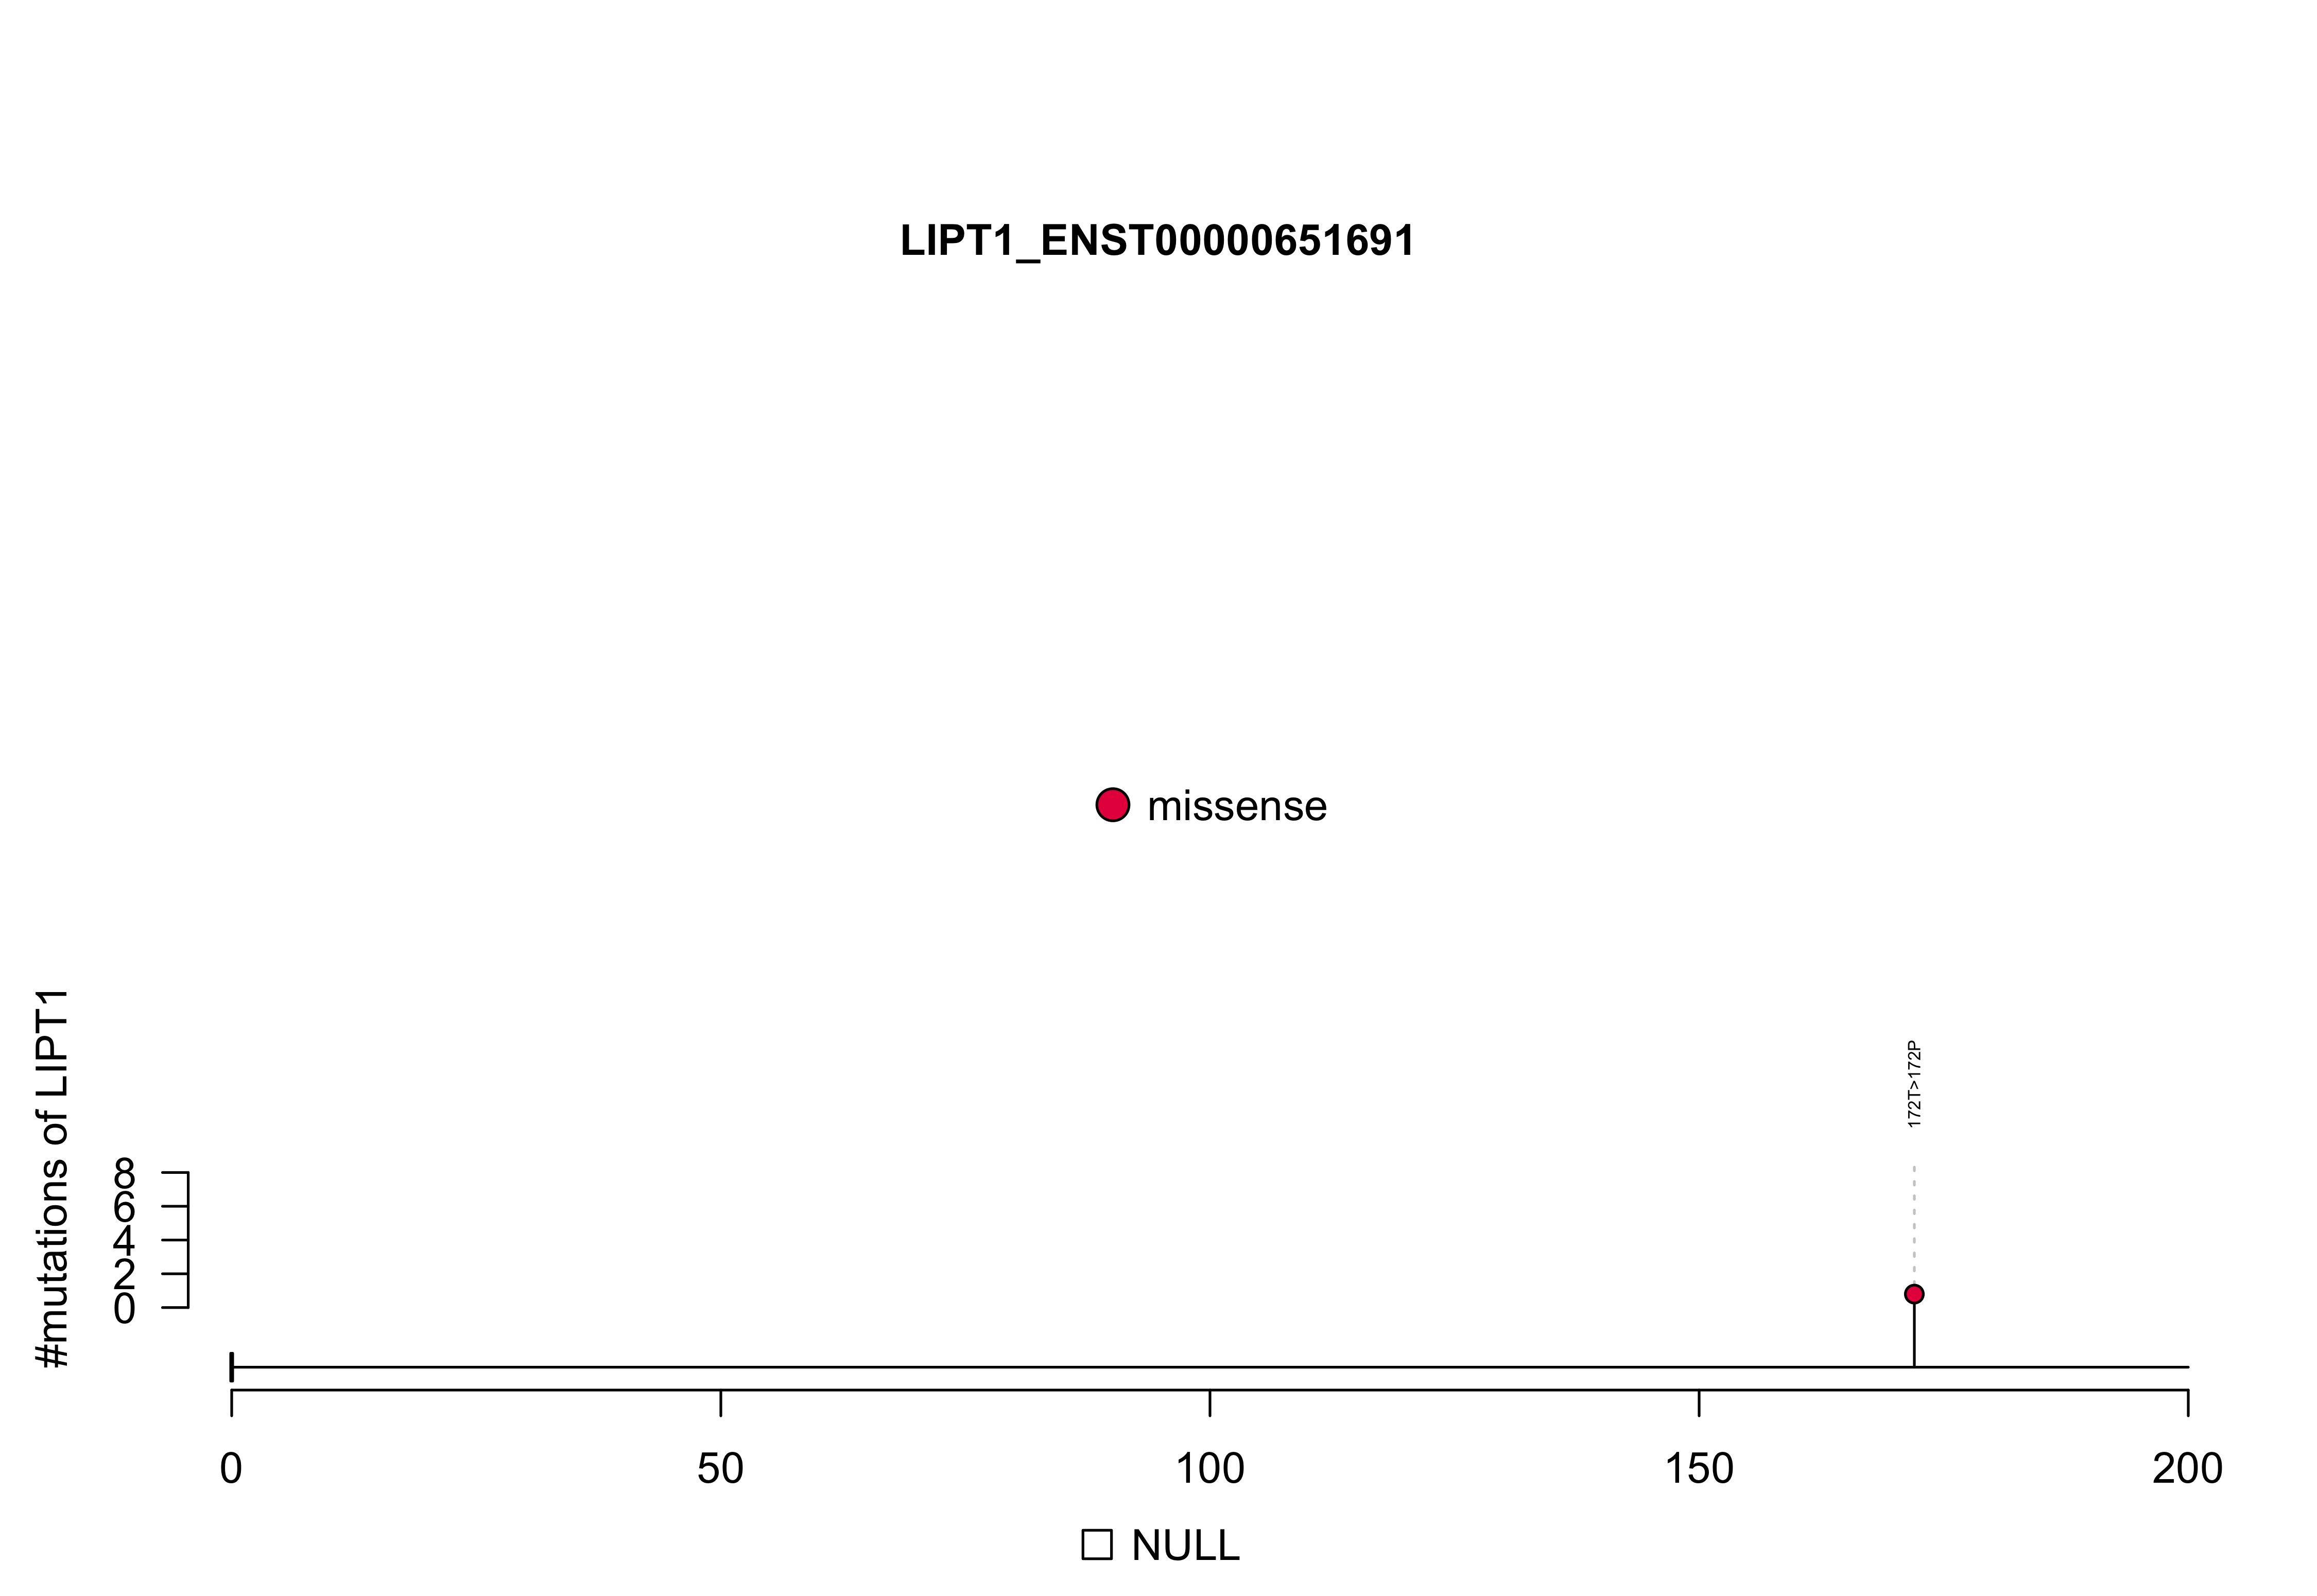 LIPT1_ENST00000651691
missense
#mutations of LIPT1
172T>172P
8
6
4
2
0
0 50 100 150 200
NULL